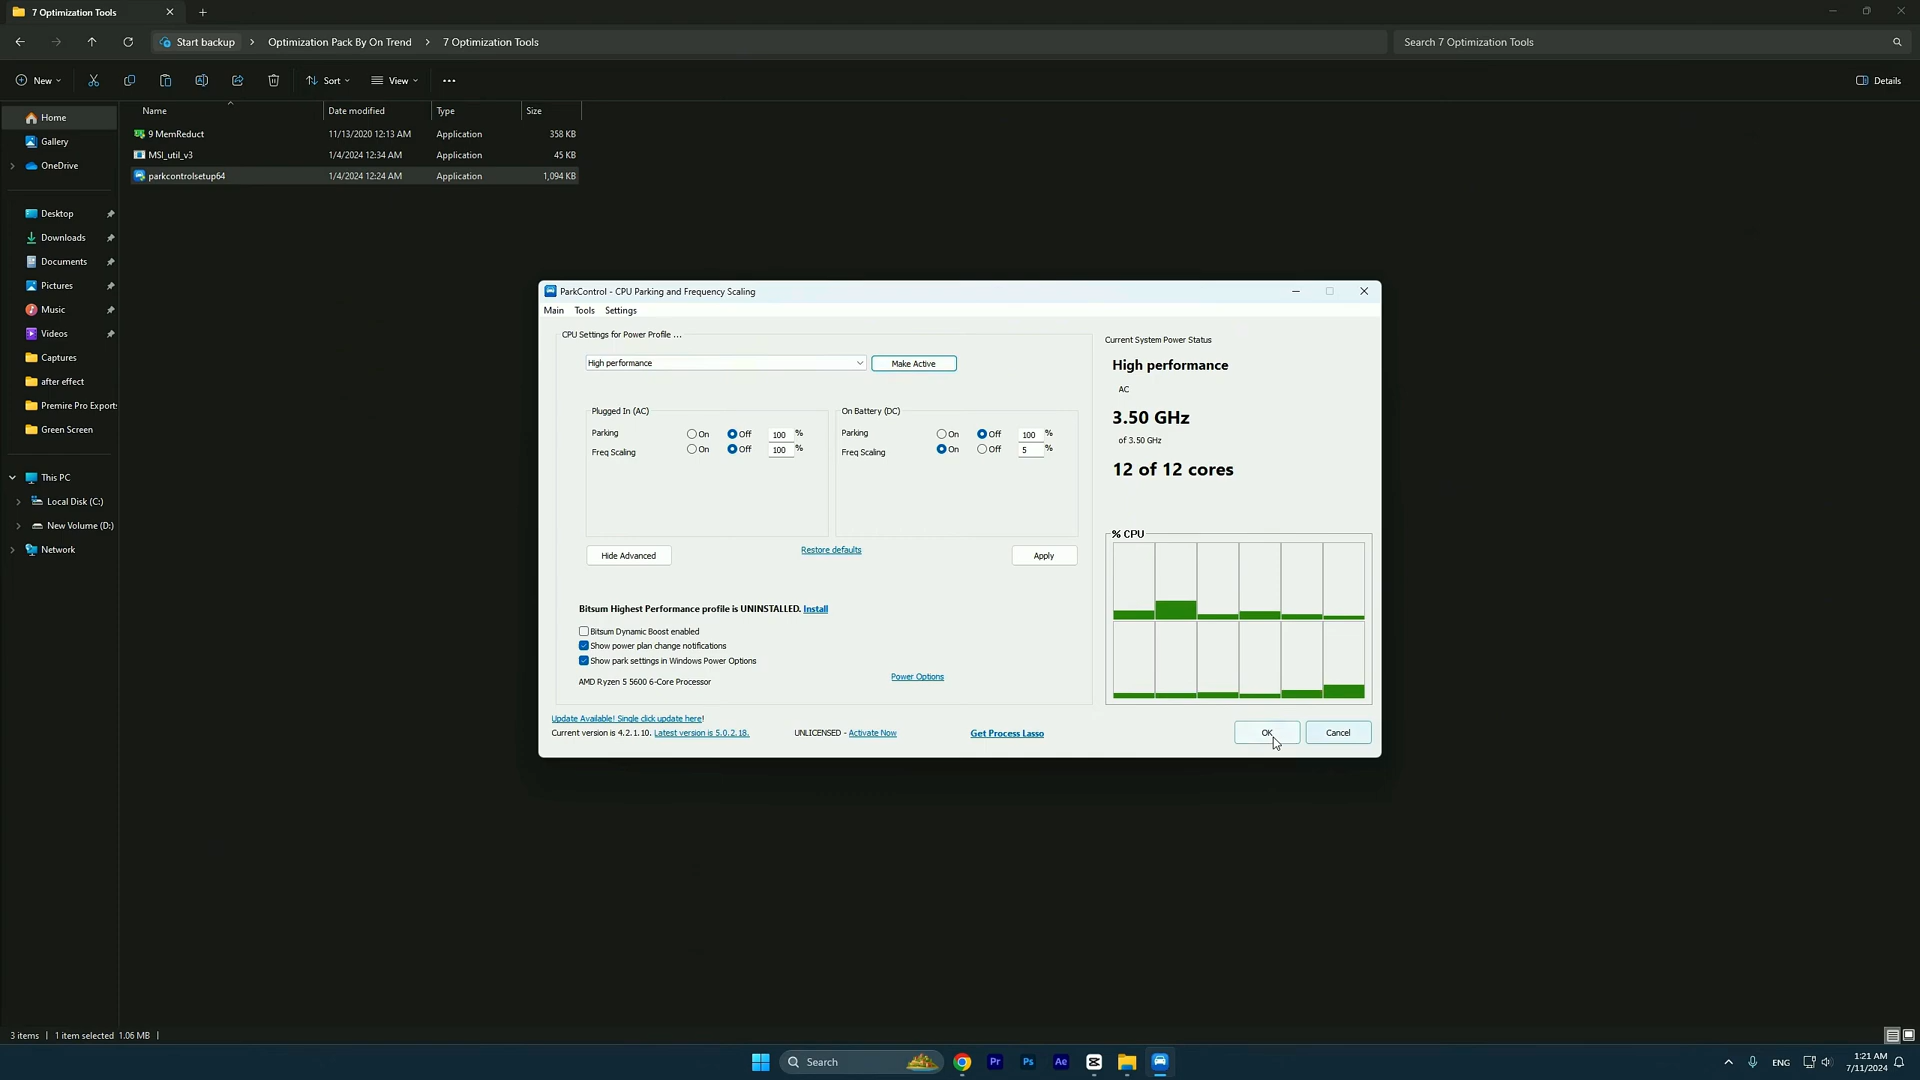 7 Optimization Tools
Start backup
Optimization Pack By On Trend
7 Optimization Tools
Search 7 Optimization Tools
New
Sort
View
Details
Name Date modified Type Size
9 MemReduct 11/13/2020 12:13 AM Application 358 KB
MSI_util_v3 1/4/2024 12:34 AM Application 45 KB
parkcontrolsetup64 1/4/2024 12:24 AM Application 1,094 KB
Home
Gallery
OneDrive
Desktop
Downloads
Documents
Pictures
Music
Videos
Captures
after effect
Premire Pro Exports
Green Screen
This PC
Local Disk (C:)
New Volume (D:)
Network
ParkControl - CPU Parking and Frequency Scaling
Main Tools Settings
CPU Settings for Power Profile ...
High performance
Make Active
Plugged In (AC)
Parking On Off 100 %
Freq Scaling On Off 100 %
On Battery (DC)
Parking On Off 100 %
Freq Scaling On Off 5 %
Hide Advanced
Restore defaults
Apply
Bitsum Highest Performance profile is UNINSTALLED. Install
Bitsum Dynamic Boost enabled
Show power plan change notifications
Show park settings in Windows Power Options
AMD Ryzen 5 5600 6-Core Processor
Power Options
Update Available! Single click update here!
Current version is 4.2.1.10. Latest version is 5.0.2.18.
UNLICENSED - Activate Now
Get Process Lasso
Current System Power Status
High performance
AC
3.50 GHz
of 3.50 GHz
12 of 12 cores
% CPU
OK
Cancel
3 items
1 item selected 1.06 MB
Search
Pr
Ps
Ae
ENG
1:21 AM
7/11/2024